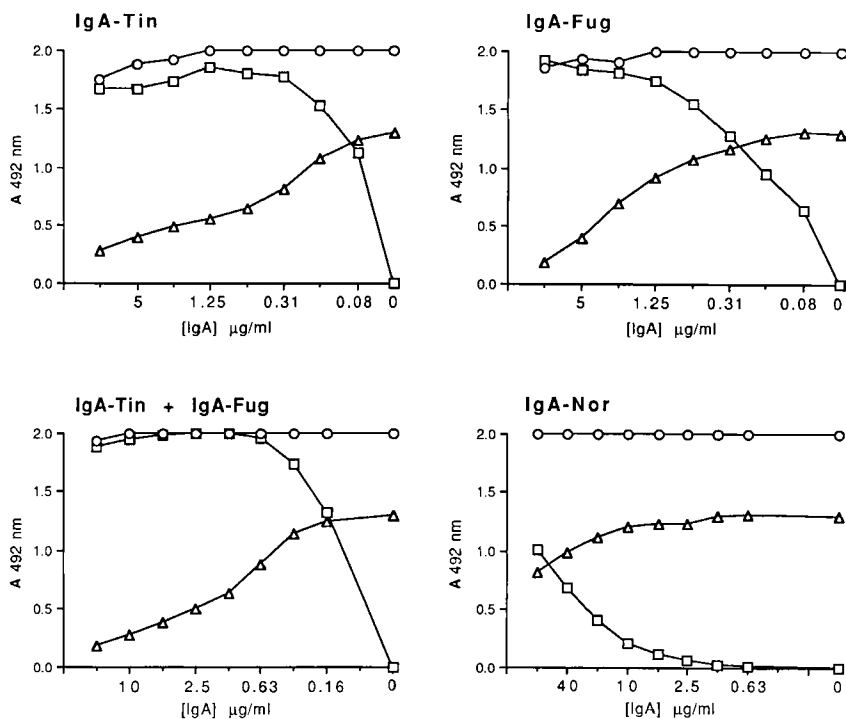 IgA-Tin
2.0
1.5
1.0
0.5
0.0
A 492 nm
5 1.25 0.31 0.08 0
[IgA] μg/ml
IgA-Fug
2.0
1.5
1.0
0.5
0.0
A 492 nm
5 1.25 0.31 0.08 0
[IgA] μg/ml
IgA-Tin + IgA-Fug
2.0
1.5
1.0
0.5
0.0
A 492 nm
10 2.5 0.63 0.16 0
[IgA] μg/ml
IgA-Nor
2.0
1.5
1.0
0.5
0.0
A 492 nm
40 10 2.5 0.63 0
[IgA] μg/ml